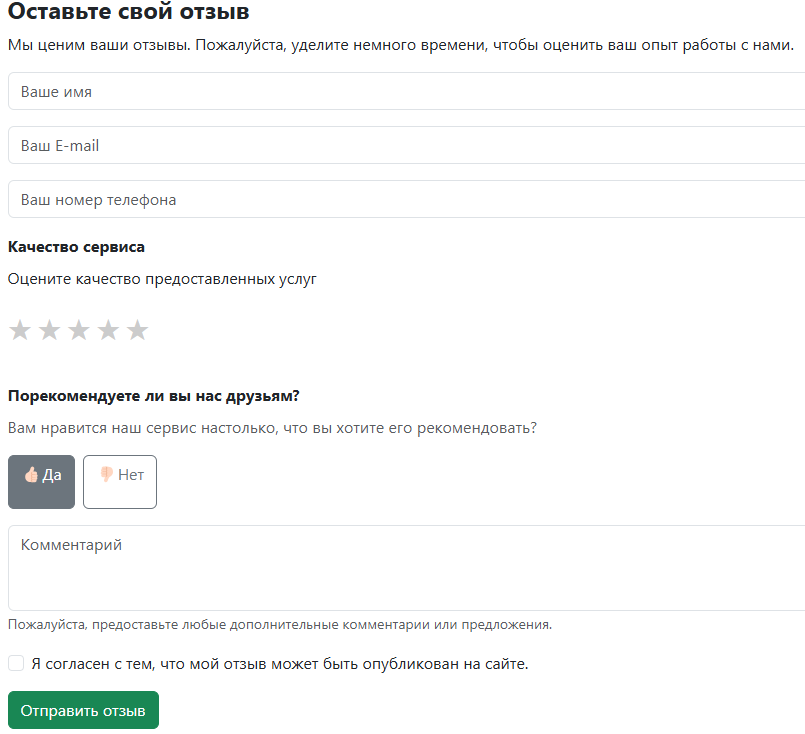 Оставьте свой отзыв
Мы ценим ваши отзывы. Пожалуйста, уделите немного времени, чтобы оценить ваш опыт работы с нами.
Ваше имя
Ваш E-mail
Ваш номер телефона
Качество сервиса
Оцените качество предоставленных услуг
Порекомендуете ли вы нас друзьям?
Вам нравится наш сервис настолько, что вы хотите его рекомендовать?
Да Нет
Комментарий
Пожалуйста, предоставьте любые дополнительные комментарии или предложения.
Я согласен с тем, что мой отзыв может быть опубликован на сайте.
Отправить отзыв